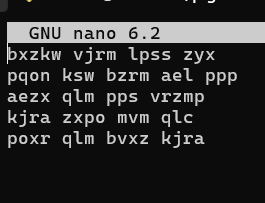 GNU nano 6.2
bxzkw vjrm lpss zyx
pqon ksw bzrm ael ppp
aezx qlm pps vrzmp
kjra zxpo mvm qlc
poxr qlm bvxz kjra